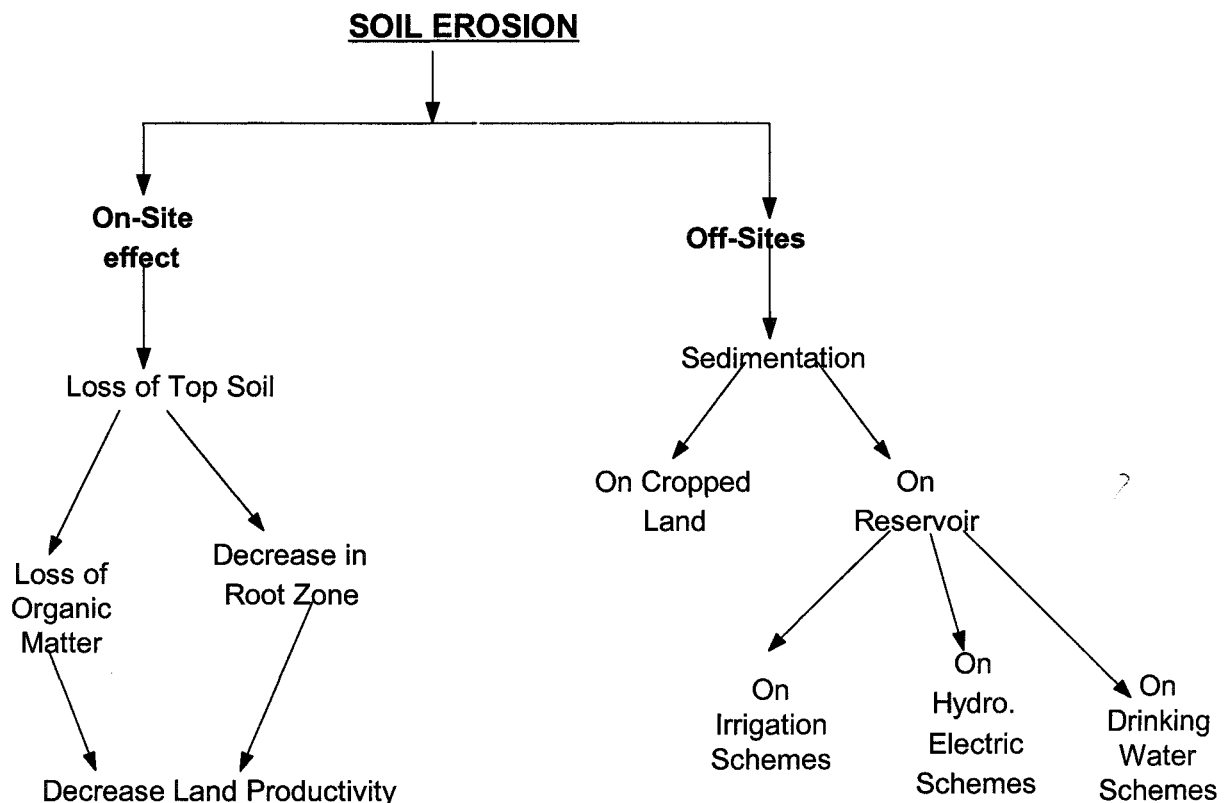 SOIL EROSION
On-Site
effect
Off-Sites
Loss of Top Soil
Sedimentation
On Cropped
Land
On
Reservoir
Loss of
Organic
Matter
Decrease in
Root Zone
On
Irrigation
Schemes
On
Hydro.
Electric
Schemes
On
Drinking
Water
Schemes
Decrease Land Productivity
?